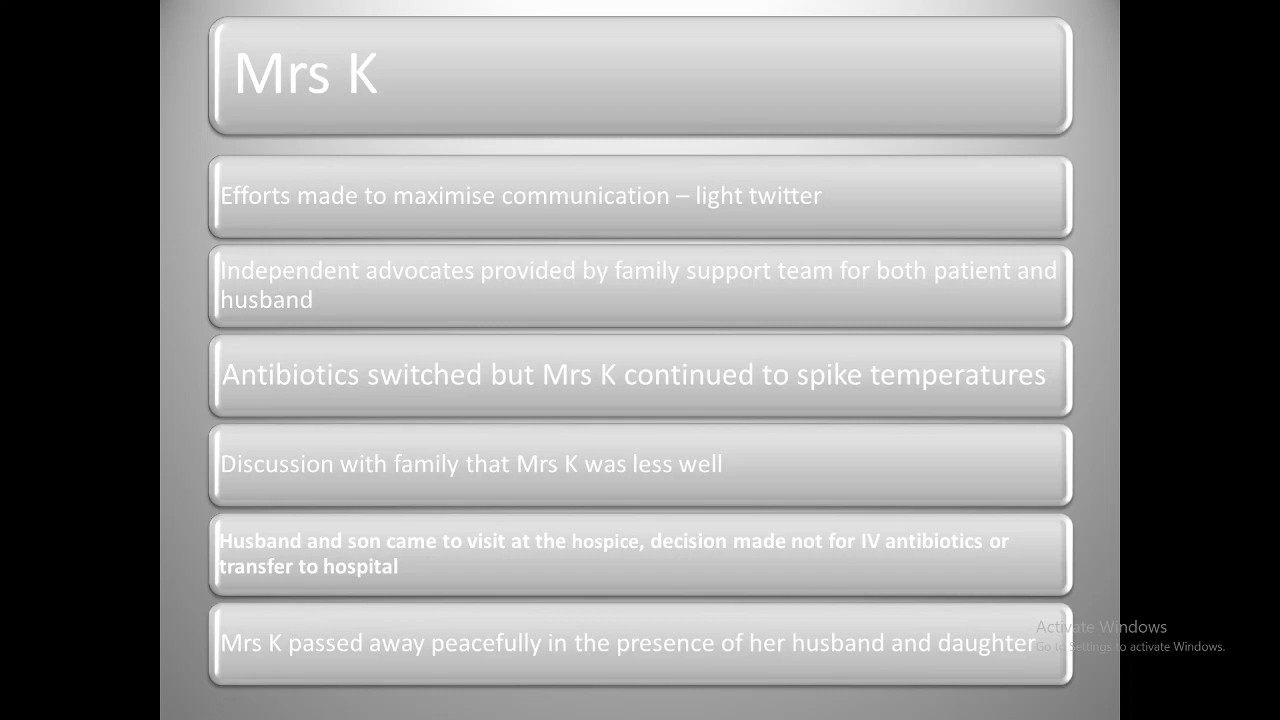 Mrs K
Efforts made to maximise communication – light twitter
Independent advocates provided by family support team for both patient and
husband
Antibiotics switched but Mrs K continued to spike temperatures
Discussion with family that Mrs K was less well
Husband and son came to visit at the hospice, decision made not for IV antibiotics or
transfer to hospital
Mrs K passed away peacefully in the presence of her husband and daughter
Activate Windows
Go to Settings to activate Windows.